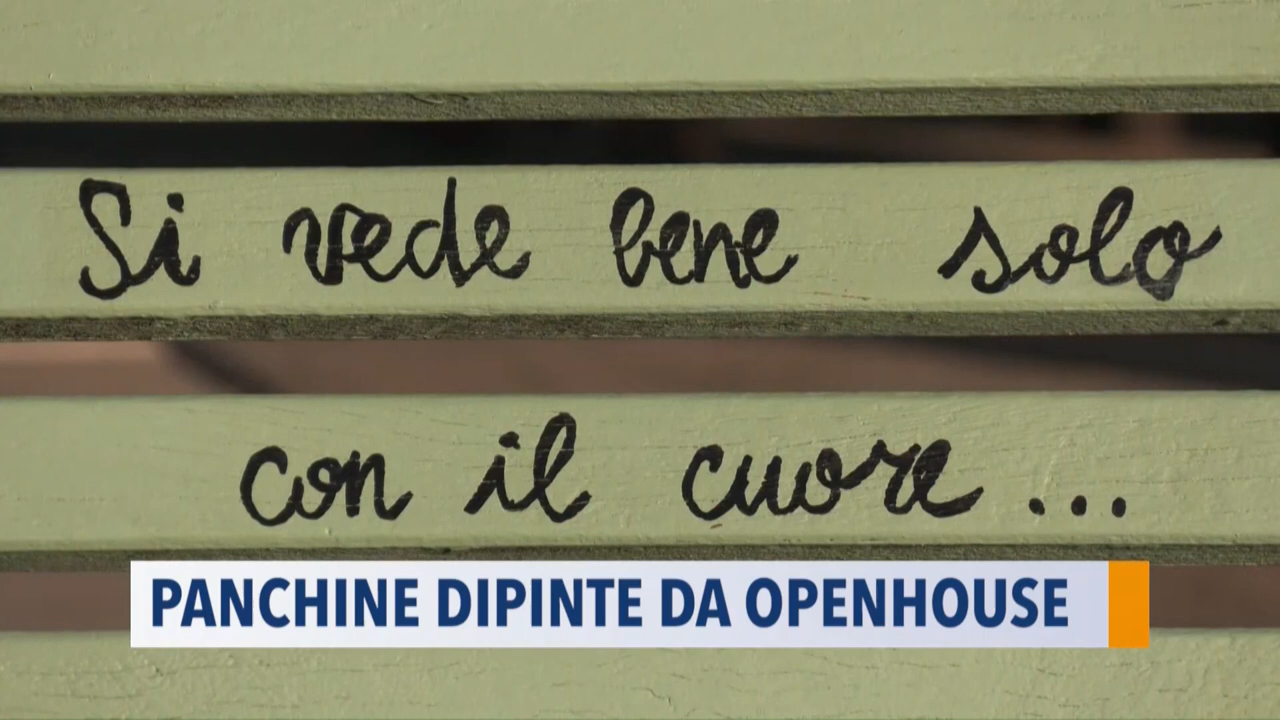 Si vede bene solo
con il cuore...
PANCHINE DIPINTE DA OPENHOUSE